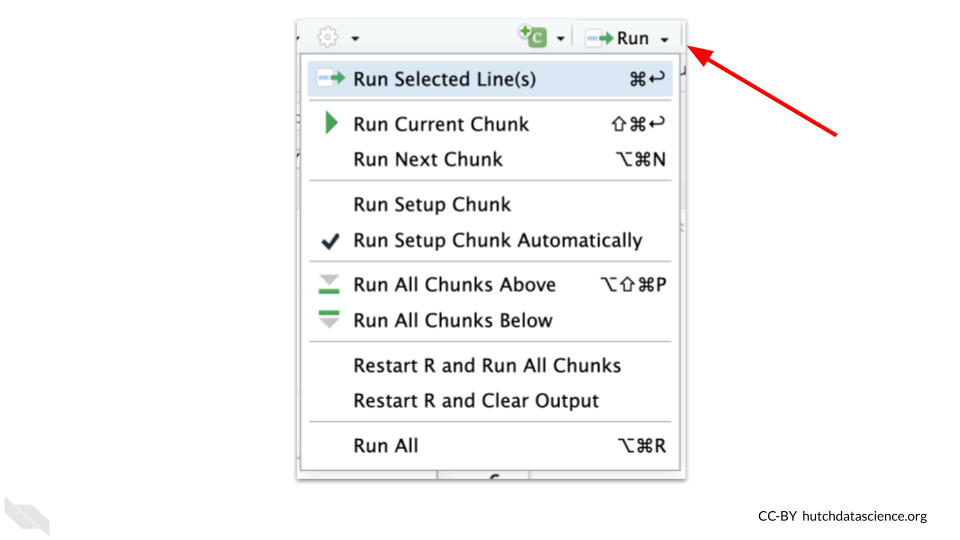 Run
Run Selected Line(s) ⌘↩
Run Current Chunk ⇧⌘↩
Run Next Chunk ⌥⌘N
Run Setup Chunk
Run Setup Chunk Automatically
Run All Chunks Above ⌥⇧⌘P
Run All Chunks Below
Restart R and Run All Chunks
Restart R and Clear Output
Run All ⌥⌘R
CC-BY hutchdatascience.org